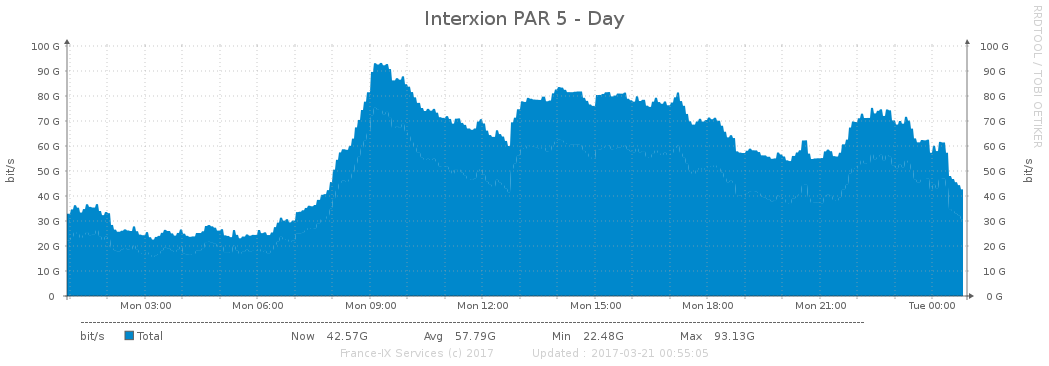 Interxion PAR 5 - Day
RRDTOOL / TOBI OETIKER
100 G 100 G
90 G 90 G
80 G 80 G
70 G 70 G
60 G 60 G
50 G 50 G
40 G 40 G
30 G 30 G
20 G 20 G
10 G 10 G
0 0 G
bit/s bit/s
Mon 03:00 Mon 06:00 Mon 09:00 Mon 12:00 Mon 15:00 Mon 18:00 Mon 21:00 Tue 00:00
bit/s Total Now 42.57G Avg 57.79G Min 22.48G Max 93.13G
France-IX Services (c) 2017 Updated : 2017-03-21 00:55:05